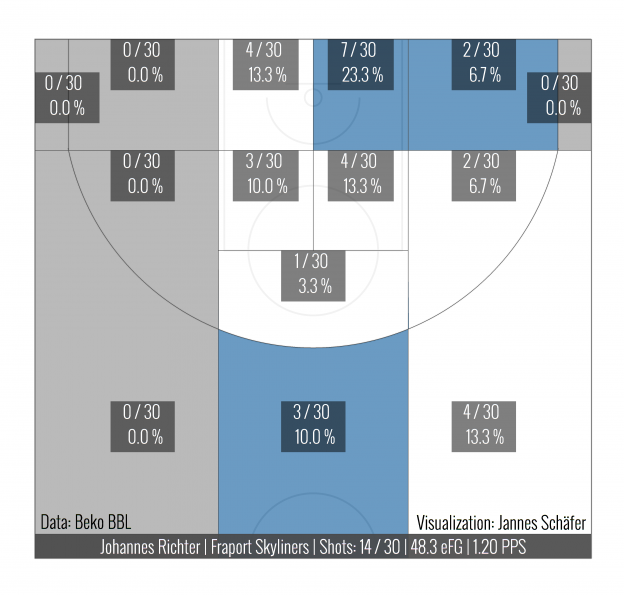 0 / 30
0.0 %
4 / 30
13.3 %
7 / 30
23.3 %
2 / 30
6.7 %
0 / 30
0.0 %
0 / 30
0.0 %
0 / 30
0.0 %
3 / 30
10.0 %
4 / 30
13.3 %
2 / 30
6.7 %
1 / 30
3.3 %
0 / 30
0.0 %
3 / 30
10.0 %
4 / 30
13.3 %
Data: Beko BBL
Visualization: Jannes Schäfer
Johannes Richter | Fraport Skyliners | Shots: 14 / 30 | 48.3 eFG | 1.20 PPS